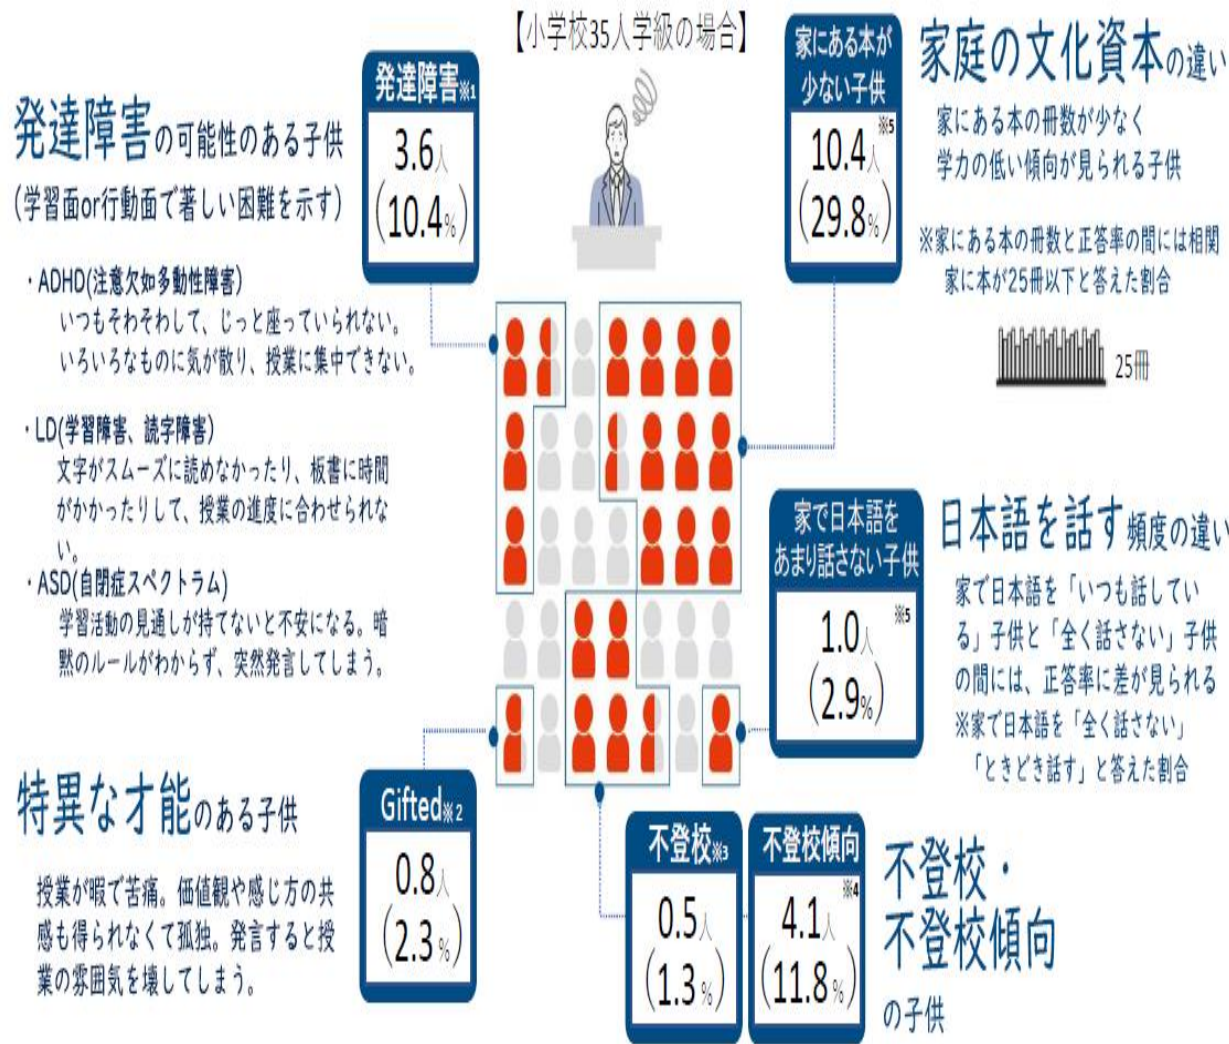 【小学校35人学級の場合】
発達障害の可能性のある子供
(学習面or行動面で著しい困難を示す)
・ADHD(注意欠如多動性障害)
いつもそわそわして、じっと座っていられない。
いろいろなものに気が散り、授業に集中できない。
・LD(学習障害、読字障害)
文字がスムーズに読めなかったり、板書に時間
がかかったりして、授業の進度に合わせられな
い。
・ASD(自閉症スペクトラム)
学習活動の見通しが持てないと不安になる。暗
黙のルールがわからず、突然発言してしまう。
発達障害※1
3.6人
(10.4%)
家にある本が
少ない子供
※5
10.4人
(29.8%)
家庭の文化資本の違い
家にある本の冊数が少なく
学力の低い傾向が見られる子供
※家にある本の冊数と正答率の間には相関
家に本が25冊以下と答えた割合
25冊
家で日本語を
あまり話さない子供
※5
1.0人
(2.9%)
日本語を話す頻度の違い
家で日本語を「いつも話してい
る」子供と「全く話さない」子供
の間には、正答率に差が見られる
※家で日本語を「全く話さない」
「ときどき話す」と答えた割合
特異な才能のある子供
授業が暇で苦痛。価値観や感じ方の共
感も得られなくて孤独。発言すると授
業の雰囲気を壊してしまう。
Gifted※2
0.8人
(2.3%)
不登校※3
0.5人
(1.3%)
不登校傾向
※4
4.1人
(11.8%)
不登校・
不登校傾向
の子供